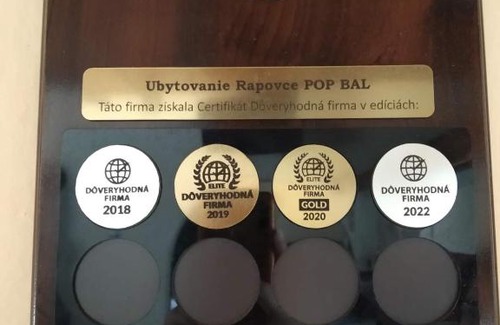 Ubytovanie Rapovce POP BAL
Táto firma získala Certifikát Dôveryhodná firma v edíciách:
DÔVERYHODNÁ
FIRMA
2018
ELITE
DÔVERYHODNÁ
FIRMA
2019
ELITE
DÔVERYHODNÁ
FIRMA
GOLD
2020
DÔVERYHODNÁ
FIRMA
2022